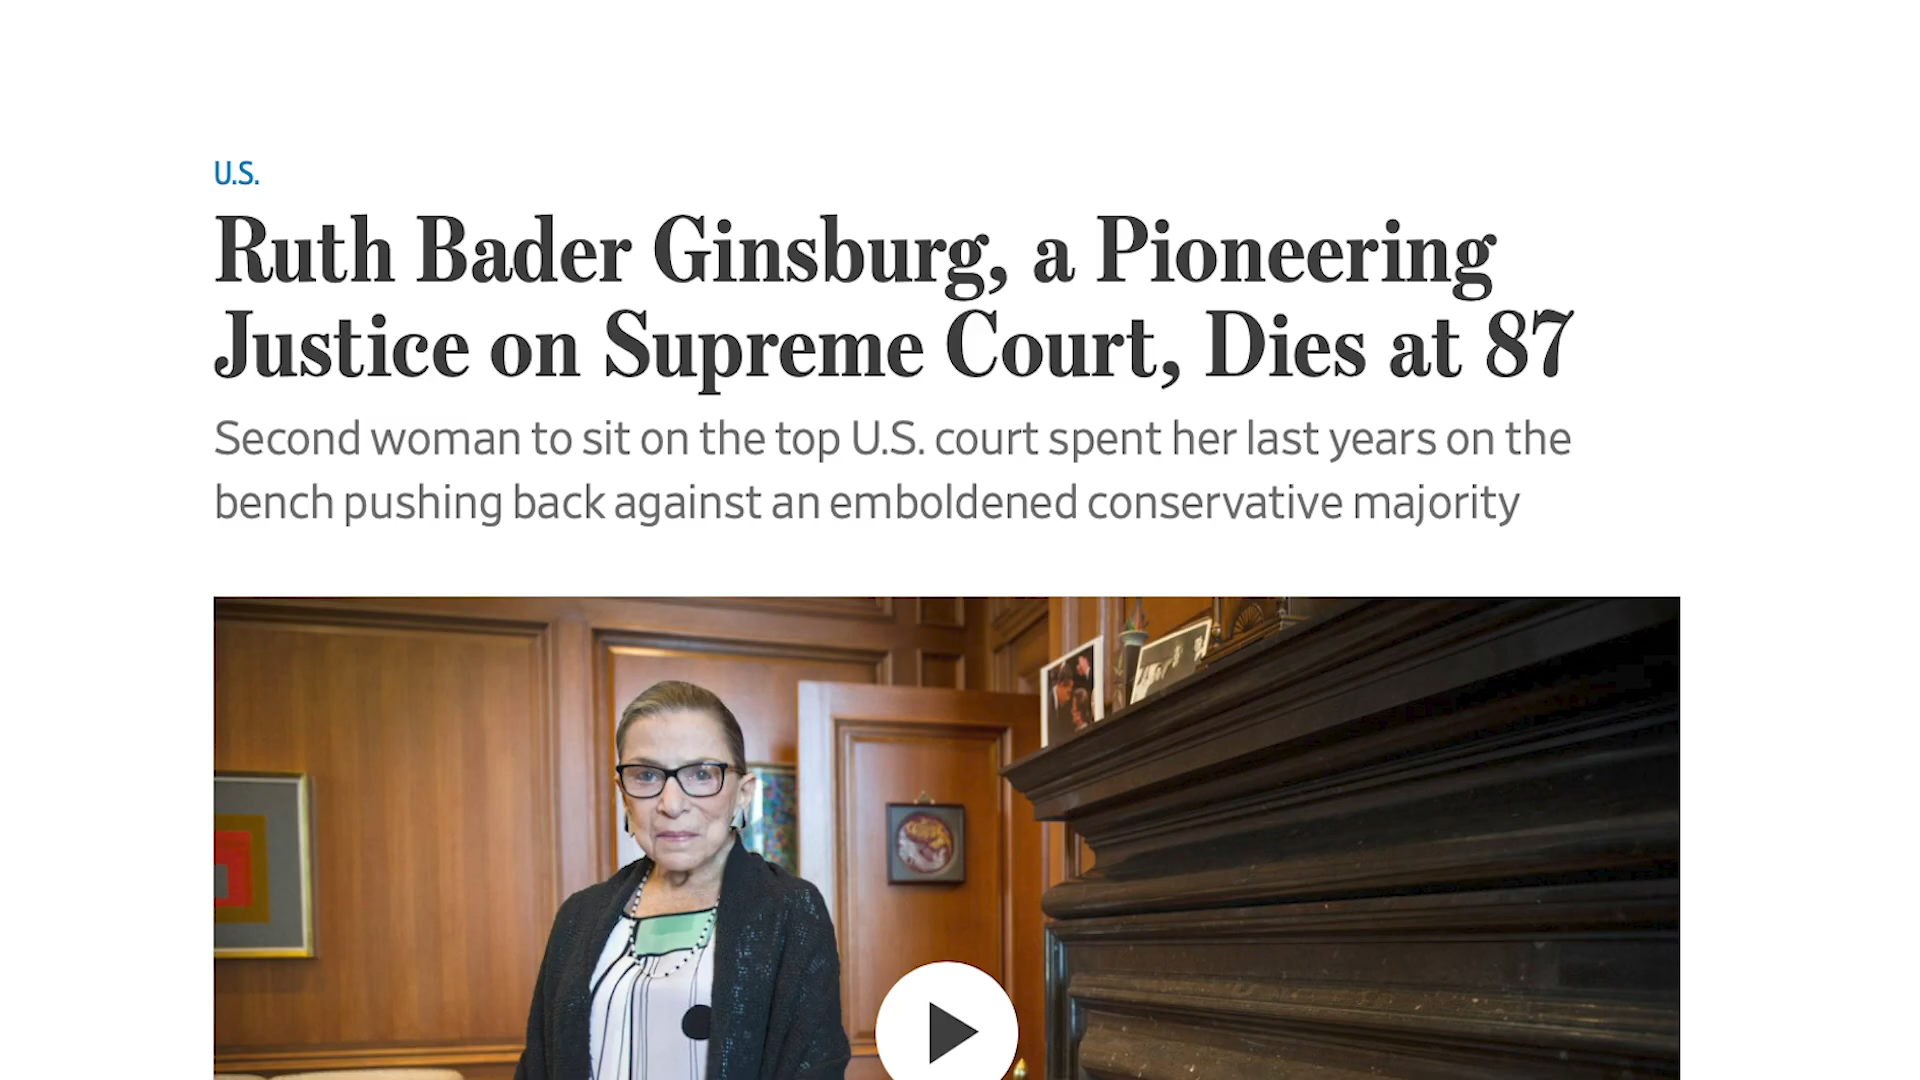 U.S.
Ruth Bader Ginsburg, a Pioneering
Justice on Supreme Court, Dies at 87
Second woman to sit on the top U.S. court spent her last years on the
bench pushing back against an emboldened conservative majority